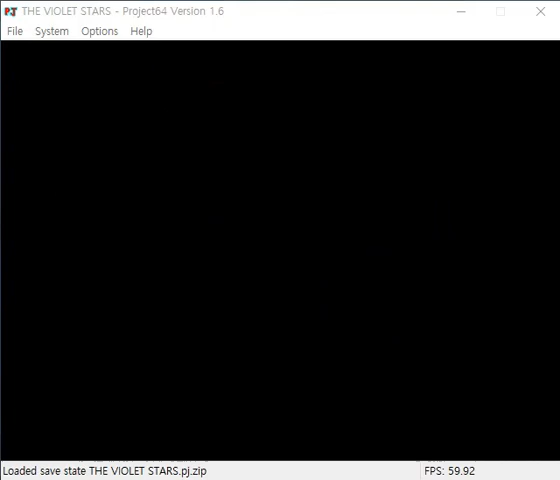 THE VIOLET STARS - Project64 Version 1.6
File System Options Help
Loaded save state THE VIOLET STARS.pj.zip FPS: 59.92